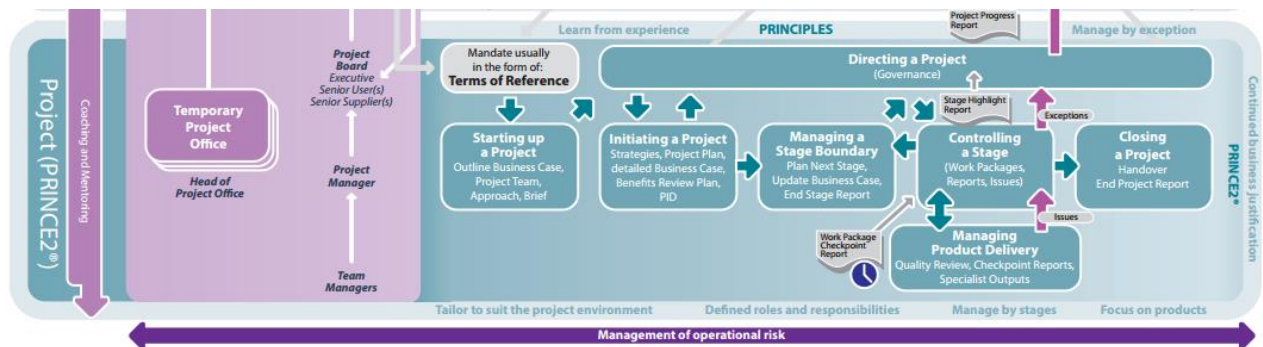 Project (PRINCE2®)
Coaching and Mentoring
Temporary
Project
Office
Head of
Project Office
Project
Board
Executive
Senior User(s)
Senior Supplier(s)
Project
Manager
Team
Managers
Learn from experience
PRINCIPLES
Project Progress
Report
Manage by exception
Mandate usually
in the form of:
Terms of Reference
Directing a Project
(Governance)
Stage Highlight
Report
Exceptions
Starting up
a Project
Outline Business Case,
Project Team,
Approach, Brief
Initiating a Project
Strategies, Project Plan,
detailed Business Case,
Benefits Review Plan,
PID
Managing a
Stage Boundary
Plan Next Stage,
Update Business Case,
End Stage Report
Controlling
a Stage
(Work Packages,
Reports, Issues)
Closing
a Project
Handover
End Project Report
Issues
Work Package
Checkpoint
Report
Managing
Product Delivery
Quality Review, Checkpoint Reports,
Specialist Outputs
PRINCE2®
Continued business justification
Tailor to suit the project environment
Defined roles and responsibilities
Manage by stages
Focus on products
Management of operational risk